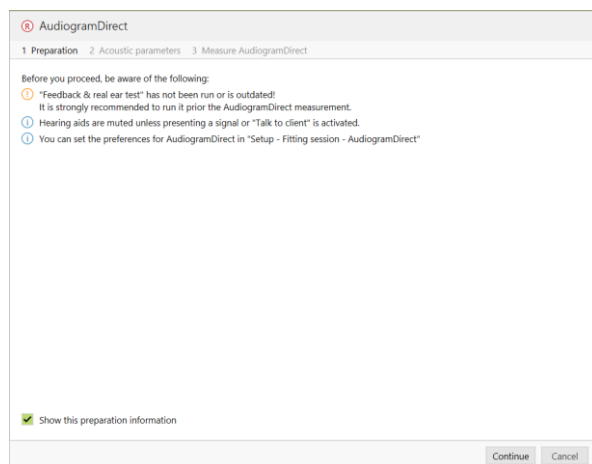 R AudiogramDirect
1 Preparation 2 Acoustic parameters 3 Measure AudiogramDirect
Before you proceed, be aware of the following:
! "Feedback & real ear test" has not been run or is outdated!
It is strongly recommended to run it prior the AudiogramDirect measurement.
i Hearing aids are muted unless presenting a signal or "Talk to client" is activated.
i You can set the preferences for AudiogramDirect in "Setup - Fitting session - AudiogramDirect"
Show this preparation information
Continue Cancel